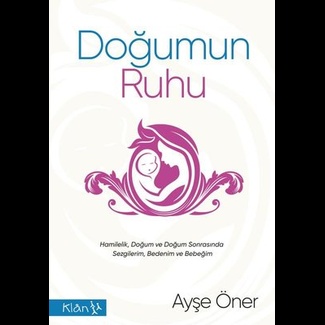 Doğumun
Ruhu
Hamilelik, Doğum ve Doğum Sonrasında
Sezgilerim, Bedenim ve Bebeğim
Klan
Ayşe Öner